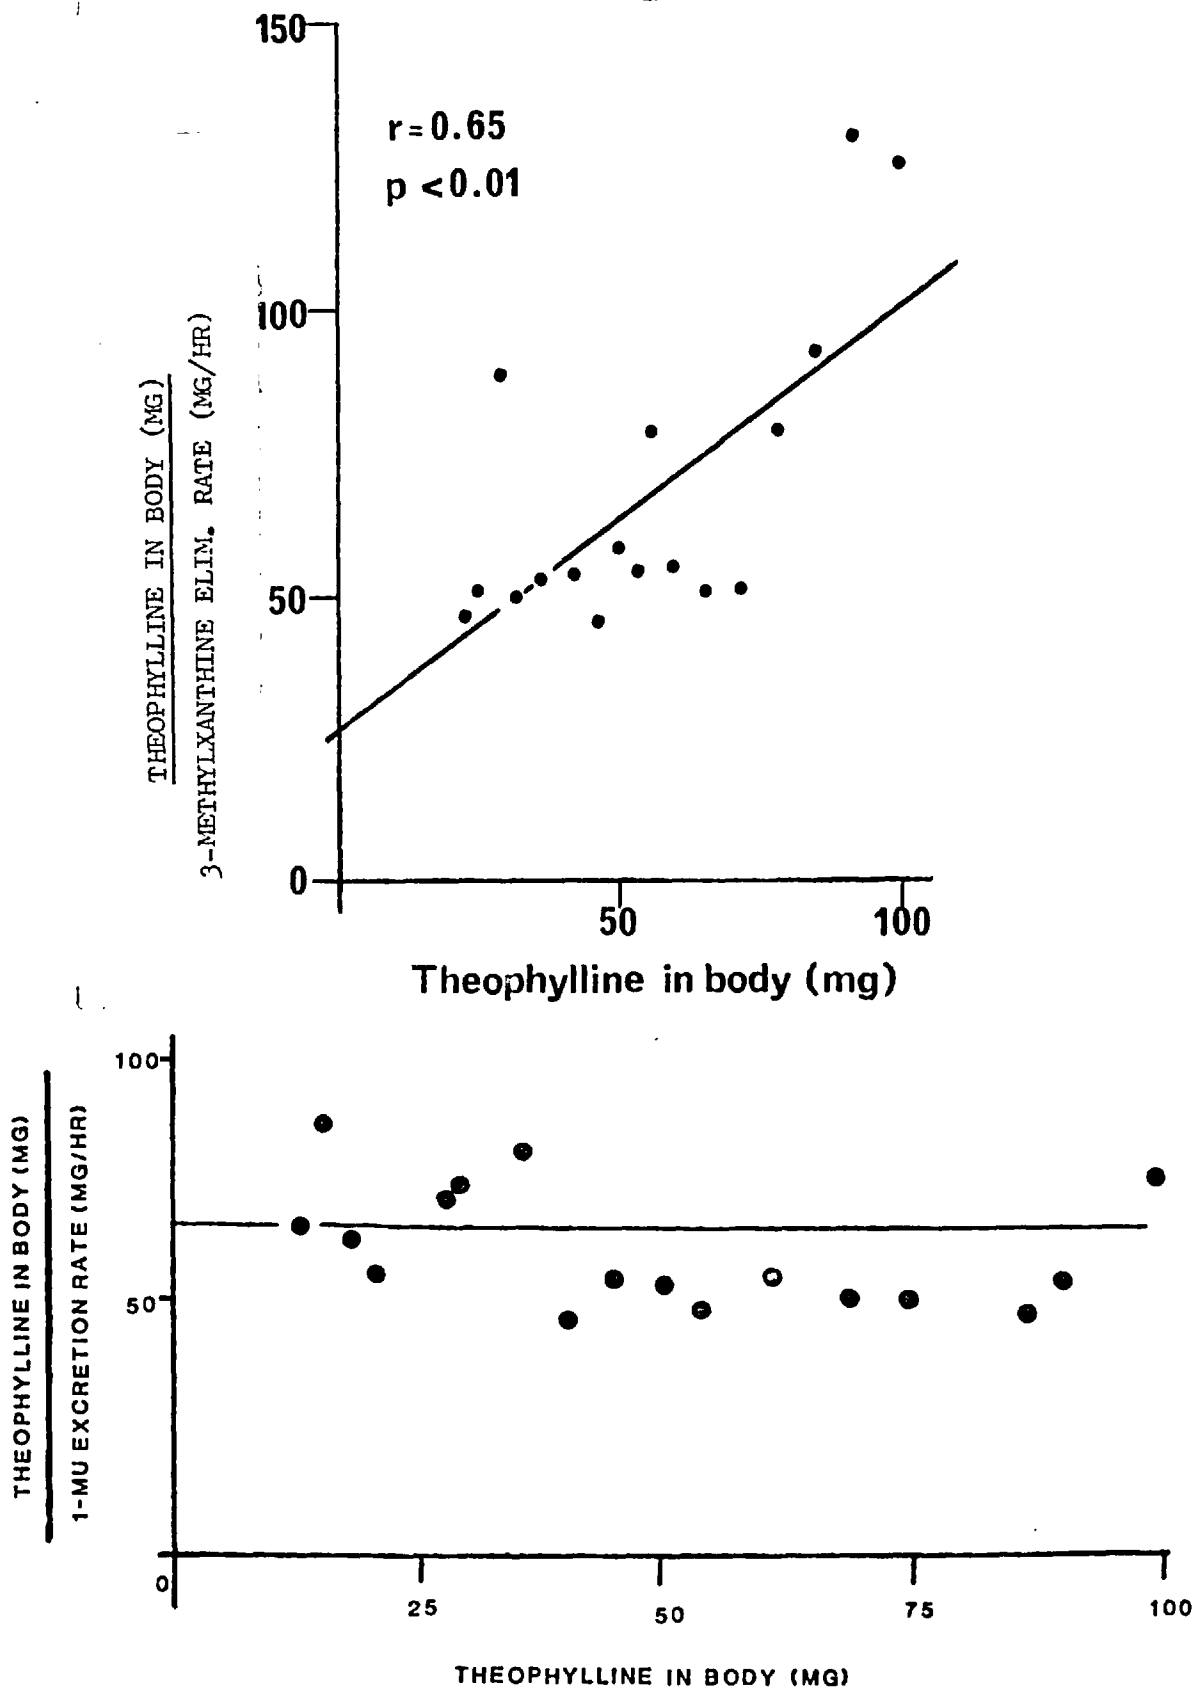 150
r=0.65
p <0.01
100
50
0
THEOPHYLLINE IN BODY (MG)
3-METHYLXANTHINE ELIM. RATE (MG/HR)
50
100
Theophylline in body (mg)
100
50
0
THEOPHYLLINE IN BODY (MG)
1-MU EXCRETION RATE (MG/HR)
25
50
75
100
THEOPHYLLINE IN BODY (MG)